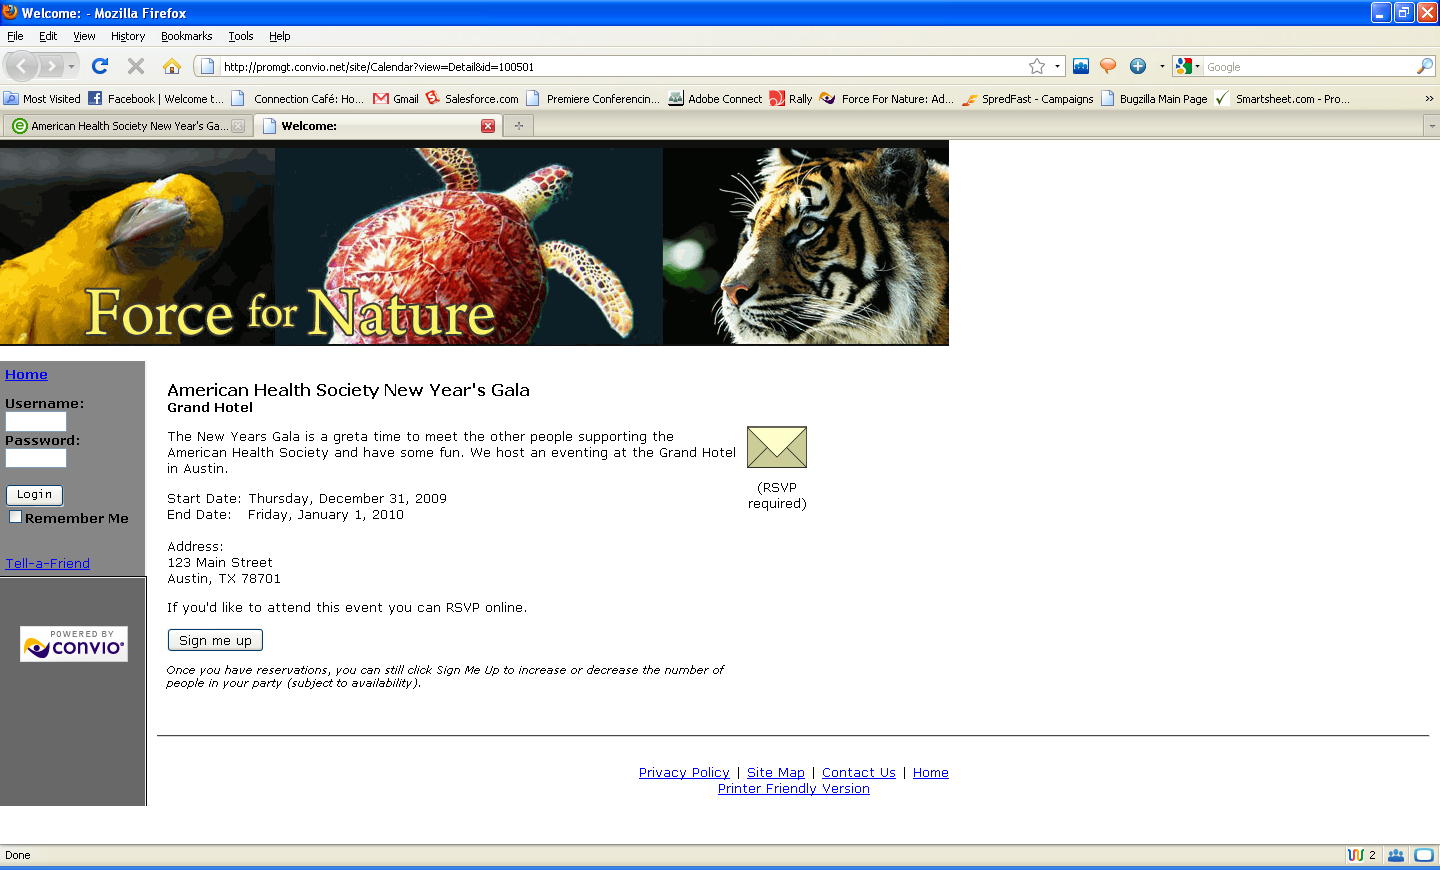 Welcome: - Mozilla Firefox
File Edit View History Bookmarks Tools Help
http://promgt.convio.net/site/Calendar?view=Detail&id=100501
Google
Most Visited Facebook | Welcome t... Connection Café: Ho... Gmail Salesforce.com Premiere Conferencin... Adobe Connect Rally Force For Nature: Ad... SpredFast - Campaigns Bugzilla Main Page Smartsheet.com - Pro... »
American Health Society New Year's Ga... Welcome:
Force for Nature
Home
Username:
Password:
Login
Remember Me
Tell-a-Friend
POWERED BY
convio
American Health Society New Year's Gala
Grand Hotel
The New Years Gala is a greta time to meet the other people supporting the
American Health Society and have some fun. We host an eventing at the Grand Hotel
in Austin.
(RSVP
required)
Start Date: Thursday, December 31, 2009
End Date: Friday, January 1, 2010
Address:
123 Main Street
Austin, TX 78701
If you'd like to attend this event you can RSVP online.
Sign me up
Once you have reservations, you can still click Sign Me Up to increase or decrease the number of
people in your party (subject to availability).
Privacy Policy | Site Map | Contact Us | Home
Printer Friendly Version
Done
2